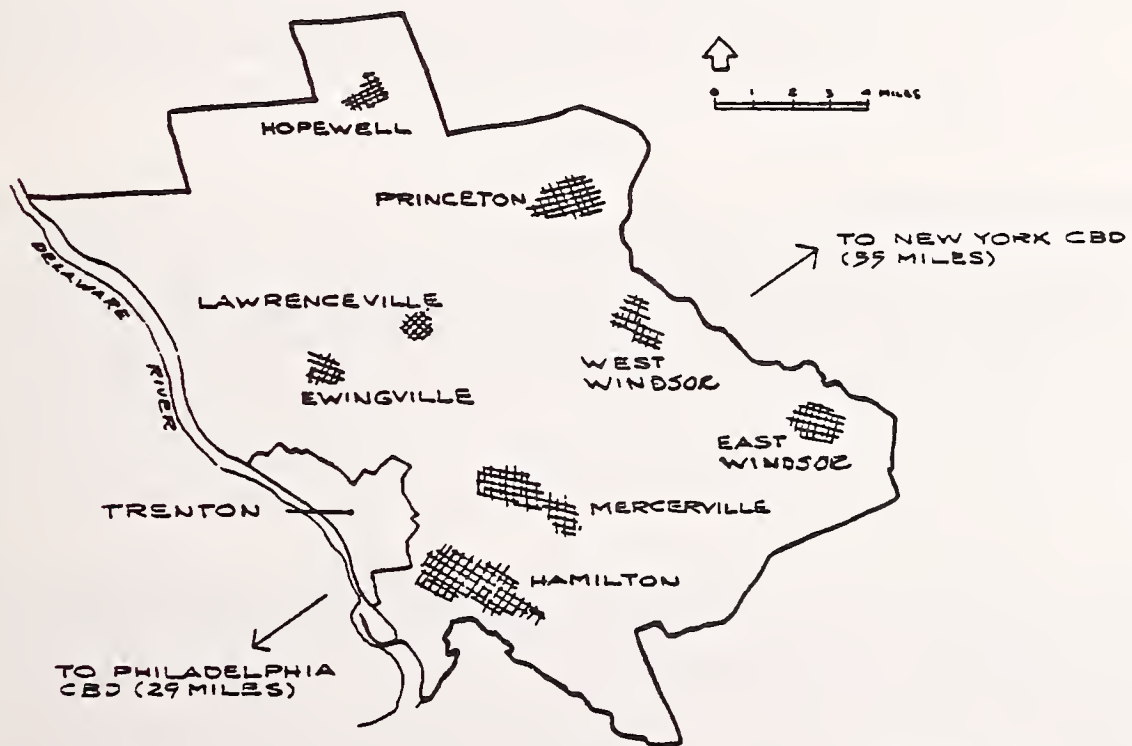 0 1 2 3 4 MILES
HOPEWELL
PRINCETON
TO NEW YORK CBD
(55 MILES)
DELAWARE
RIVER
LAWRENCEVILLE
WEST
WINDSOR
EWINGVILLE
EAST
WINDSOR
TRENTON
MERCERVILLE
HAMILTON
TO PHILADELPHIA
CBD (29 MILES)